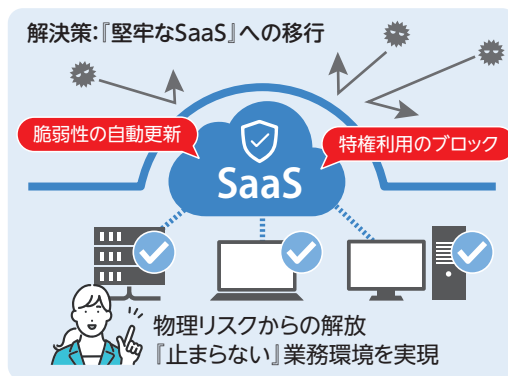 解決策:『堅牢なSaaS』への移行
脆弱性の自動更新
特権利用のブロック
SaaS
物理リスクからの解放
『止まらない』業務環境を実現